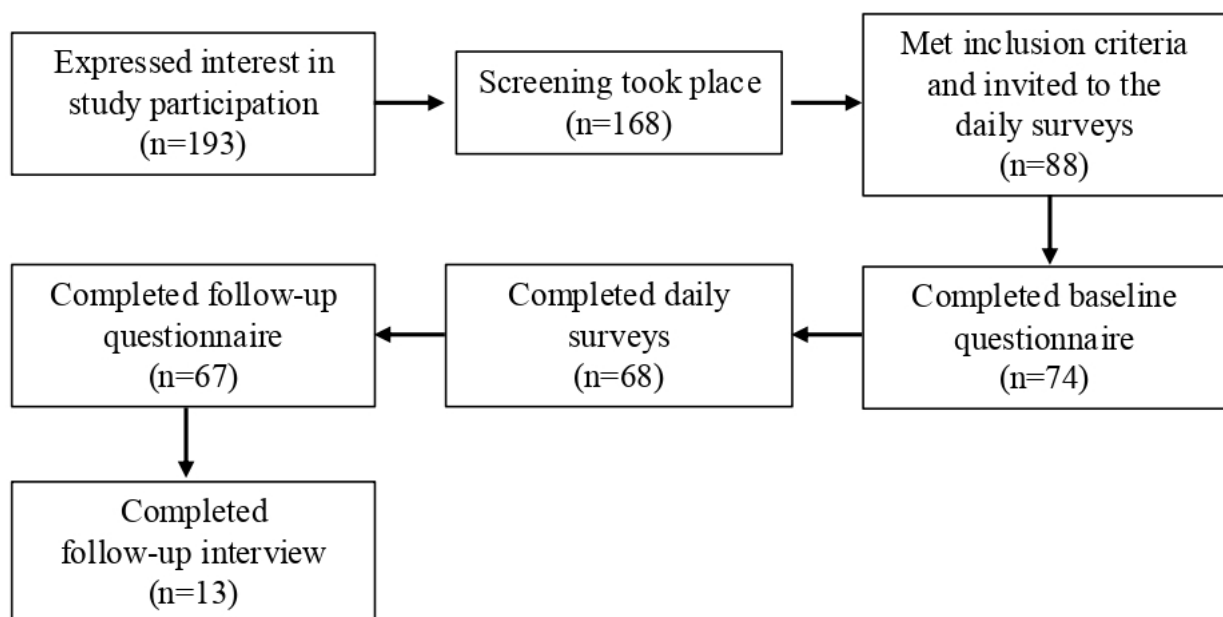 Expressed interest in
study participation
(n=193)
Screening took place
(n=168)
Met inclusion criteria
and invited to the
daily surveys
(n=88)
Completed baseline
questionnaire
(n=74)
Completed daily
surveys
(n=68)
Completed follow-up
questionnaire
(n=67)
Completed
follow-up interview
(n=13)